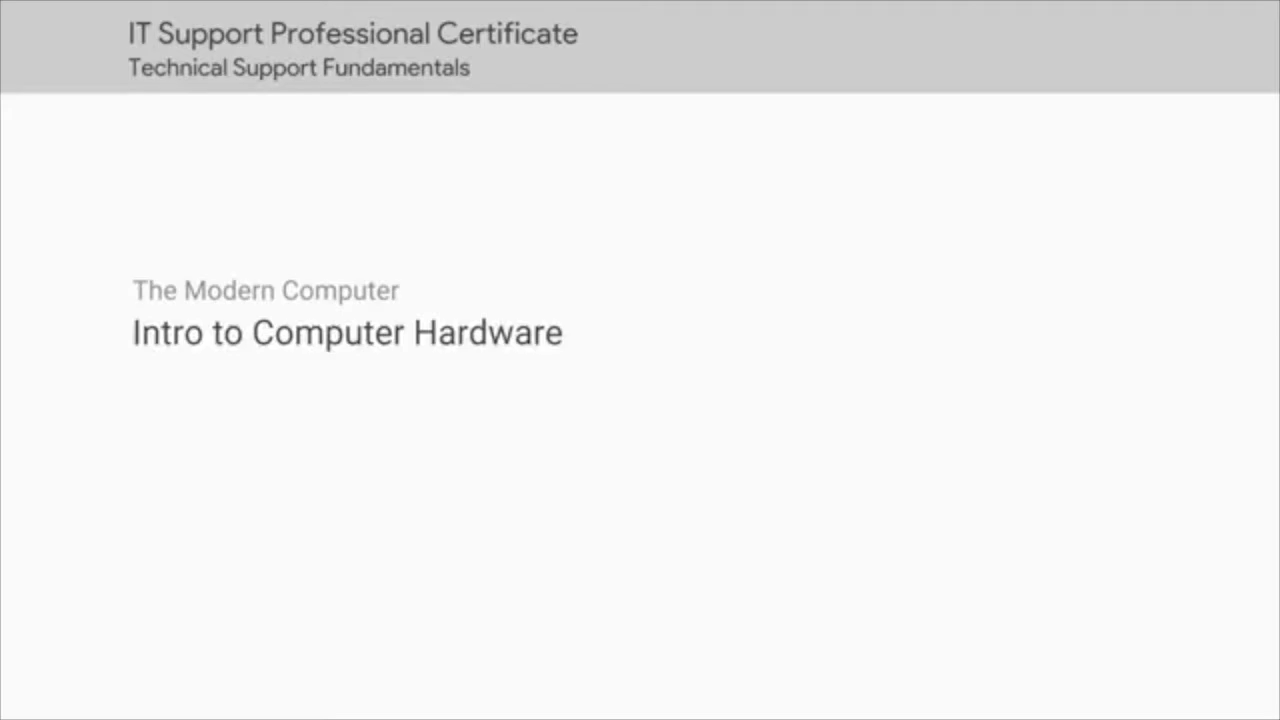 IT Support Professional Certificate
Technical Support Fundamentals
The Modern Computer
Intro to Computer Hardware